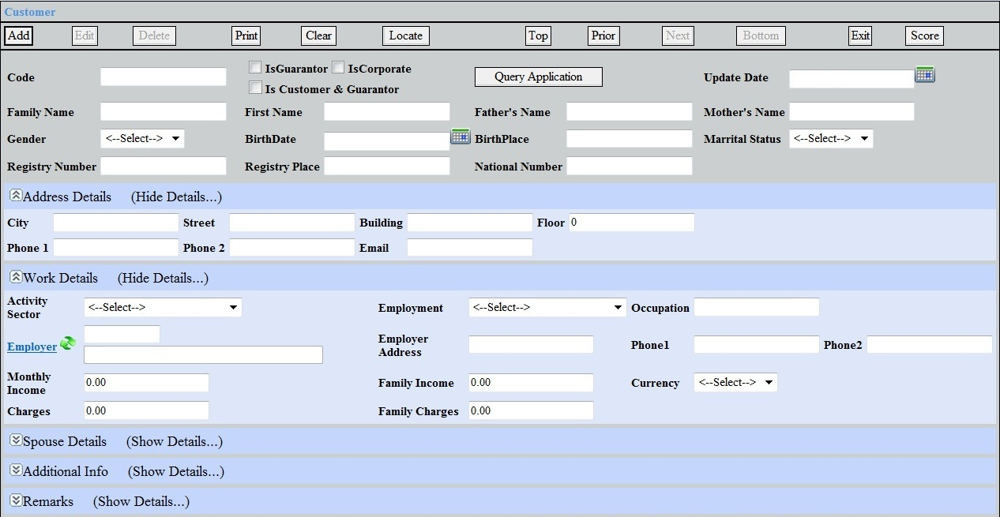 Customer
Add Edit Delete Print Clear Locate Top Prior Next Bottom Exit Score
IsGuarantor IsCorporate
Code Query Application Update Date
Is Customer & Guarantor
Family Name First Name Father's Name Mother's Name
Gender <--Select--> BirthDate BirthPlace Marrital Status <--Select-->
Registry Number Registry Place National Number
Address Details (Hide Details...)
City Street Building Floor 0
Phone 1 Phone 2 Email
Work Details (Hide Details...)
Activity Sector <--Select--> Employment <--Select--> Occupation
Employer Employer Address Phone1 Phone2
Monthly Income 0.00 Family Income 0.00 Currency <--Select-->
Charges 0.00 Family Charges 0.00
Spouse Details (Show Details...)
Additional Info (Show Details...)
Remarks (Show Details...)